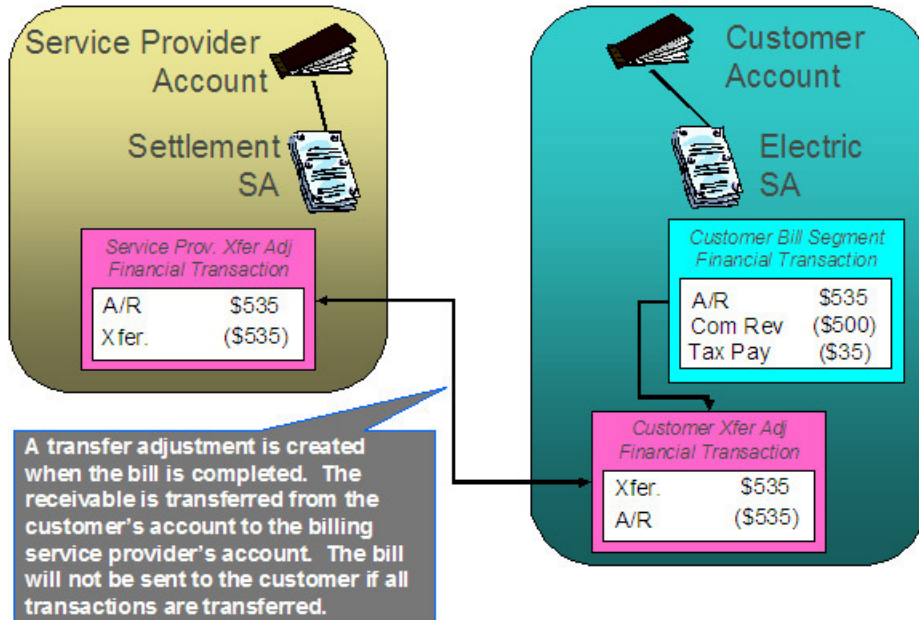 Service Provider
Account
Settlement
SA
Service Prov. Xfer Adj
Financial Transaction
A/R $535
Xfer. ($535)
A transfer adjustment is created
when the bill is completed. The
receivable is transferred from the
customer's account to the billing
service provider's account. The bill
will not be sent to the customer if all
transactions are transferred.
Customer
Account
Electric
SA
Customer Bill Segment
Financial Transaction
A/R $535
Com Rev ($500)
Tax Pay ($35)
Customer Xfer Adj
Financial Transaction
Xfer. $535
A/R ($535)